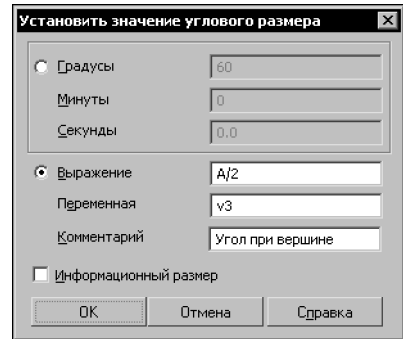 Установить значение углового размера
Градусы 60
Минуты 0
Секунды 0.0
Выражение A/2
Переменная v3
Комментарий Угол при вершине
Информационный размер
OK Отмена Справка